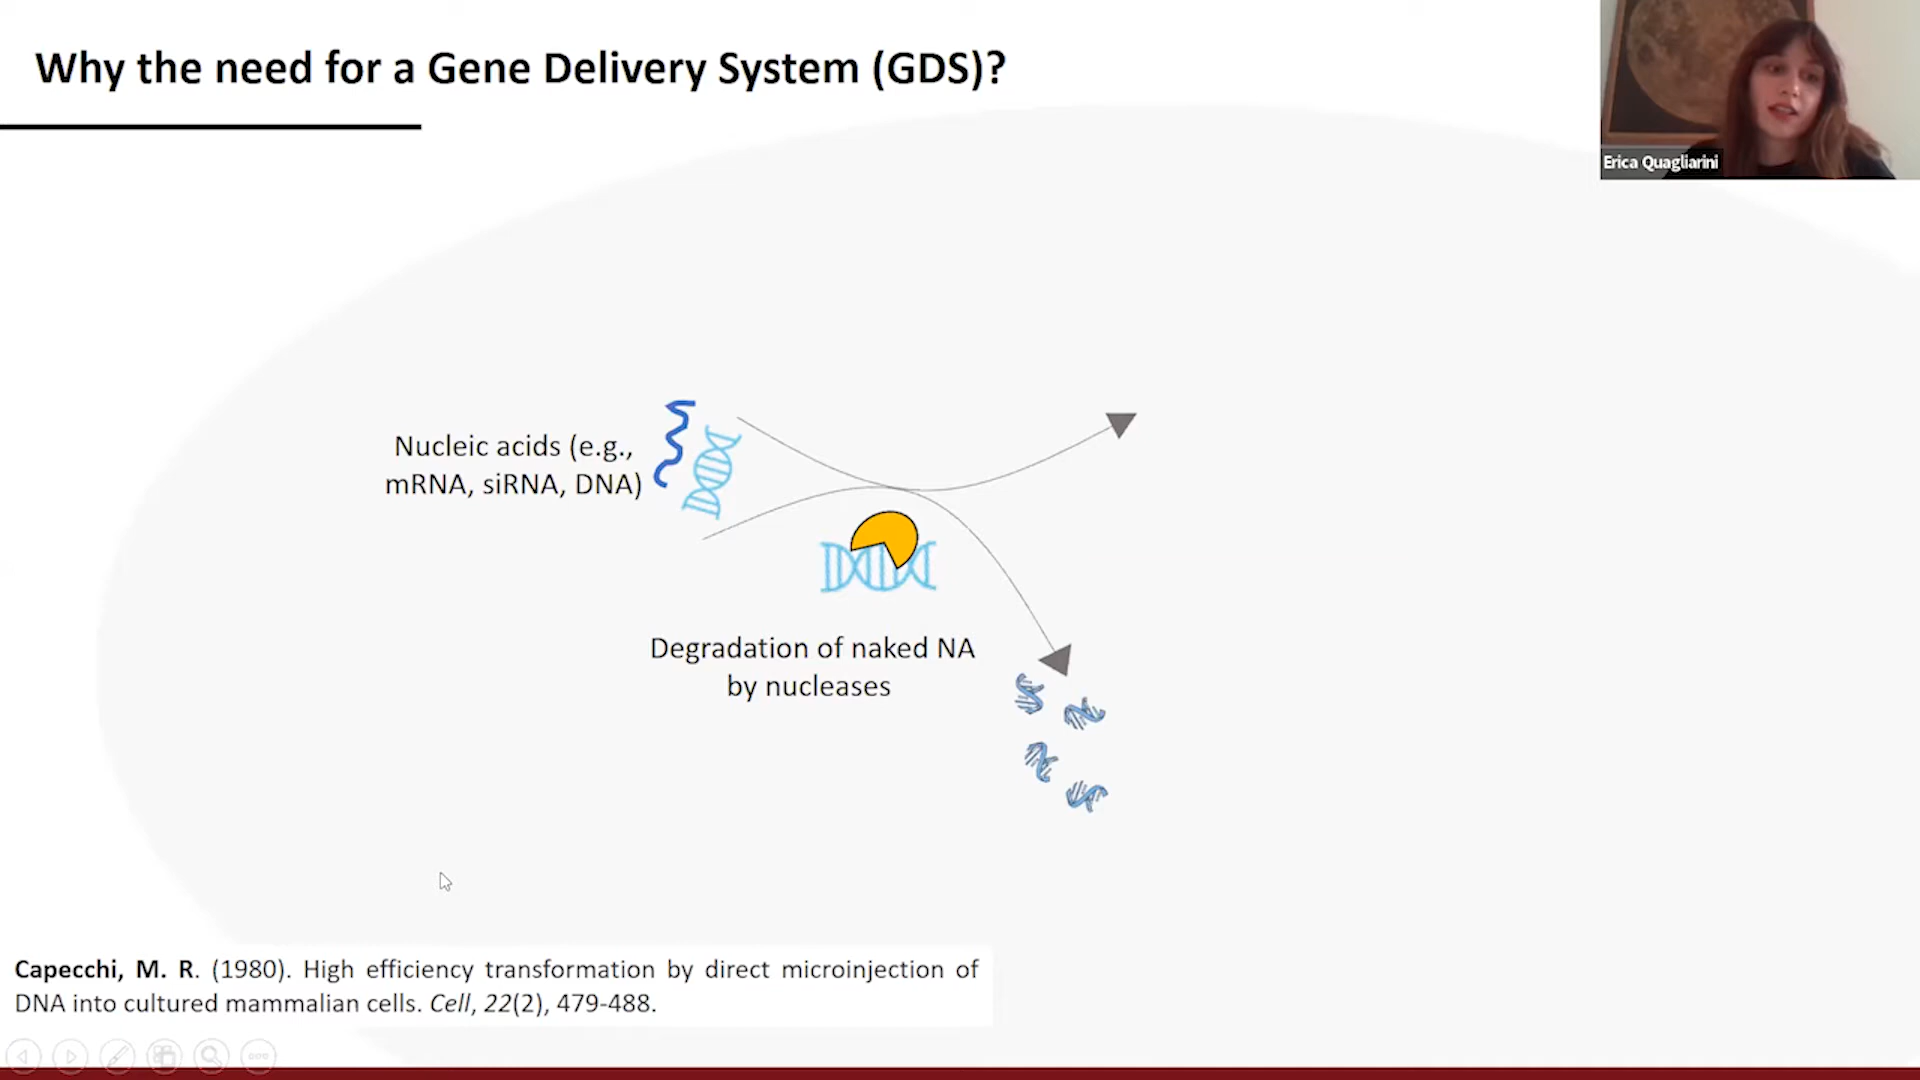 Why the need for a Gene Delivery System (GDS)?
Erica Quagliarini
Nucleic acids (e.g.,
mRNA, siRNA, DNA)
Degradation of naked NA
by nucleases
Capecchi, M. R. (1980). High efficiency transformation by direct microinjection of
DNA into cultured mammalian cells. Cell, 22(2), 479-488.